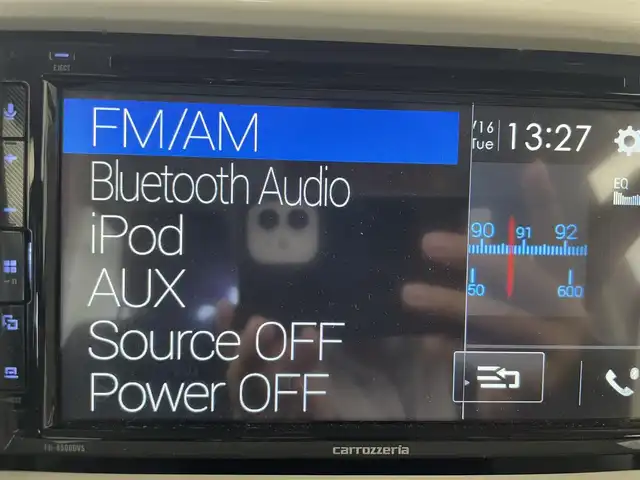 EJECT
FM/AM
Bluetooth Audio
iPod
AUX
Source OFF
Power OFF
/16
Tue
13:27
EQ
90 91 92
50 600
carrozzeria